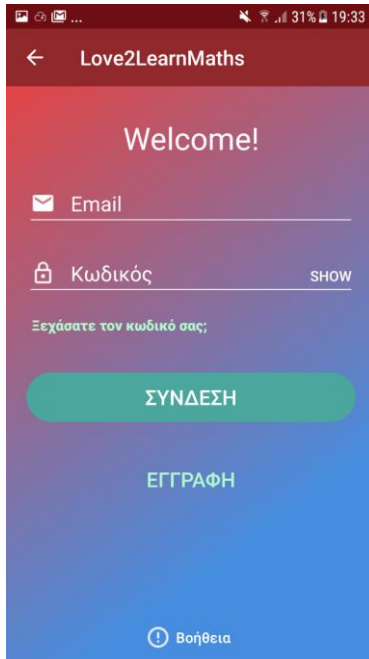 ... 31% 19:33
Love2LearnMaths
Welcome!
Email
Κωδικός SHOW
Ξεχάσατε τον κωδικό σας;
ΣΥΝΔΕΣΗ
ΕΓΓΡΑΦΗ
Βοήθεια